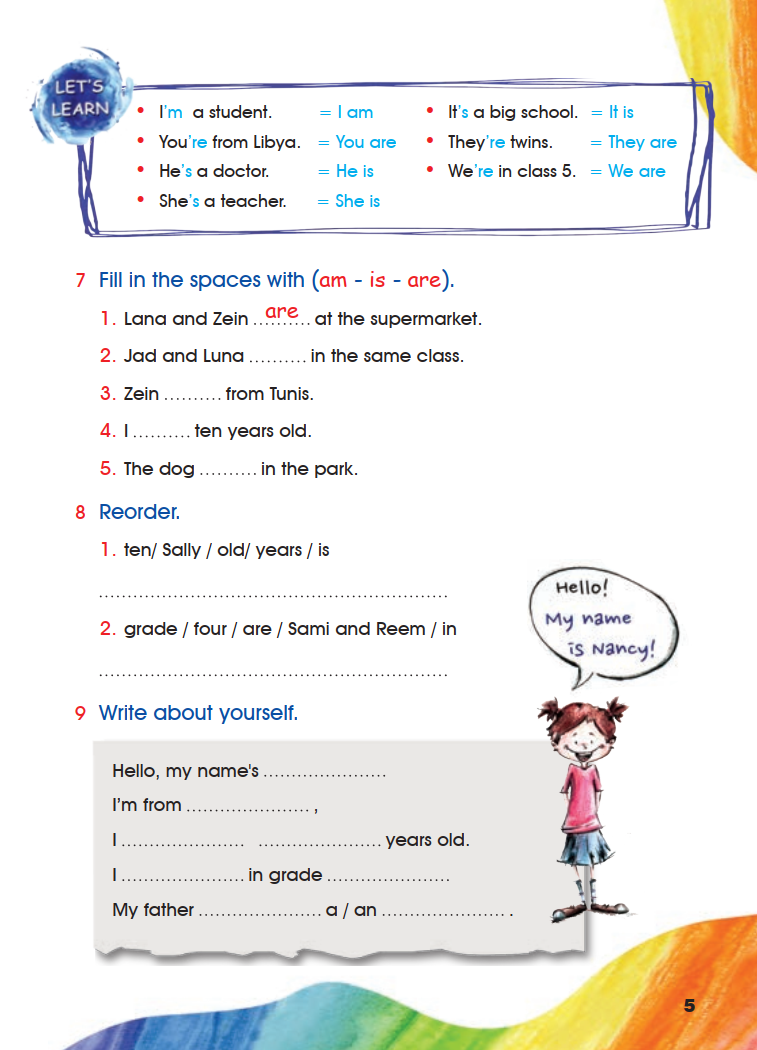 LET'S
LEARN
• I'm a student. = I am
• You're from Libya. = You are
• He's a doctor. = He is
• She's a teacher. = She is
• It's a big school. = It is
• They're twins. = They are
• We're in class 5. = We are
7 Fill in the spaces with (am - is - are).
1. Lana and Zein ...are... at the supermarket.
2. Jad and Luna .......... in the same class.
3. Zein .......... from Tunis.
4. I .......... ten years old.
5. The dog .......... in the park.
8 Reorder.
1. ten/ Sally / old/ years / is
..............................................................
2. grade / four / are / Sami and Reem / in
..............................................................
Hello!
My name
is Nancy!
9 Write about yourself.
Hello, my name's ......................
I'm from ...................... ,
I ...................... ...................... years old.
I ...................... in grade ......................
My father ...................... a / an ...................... .
5